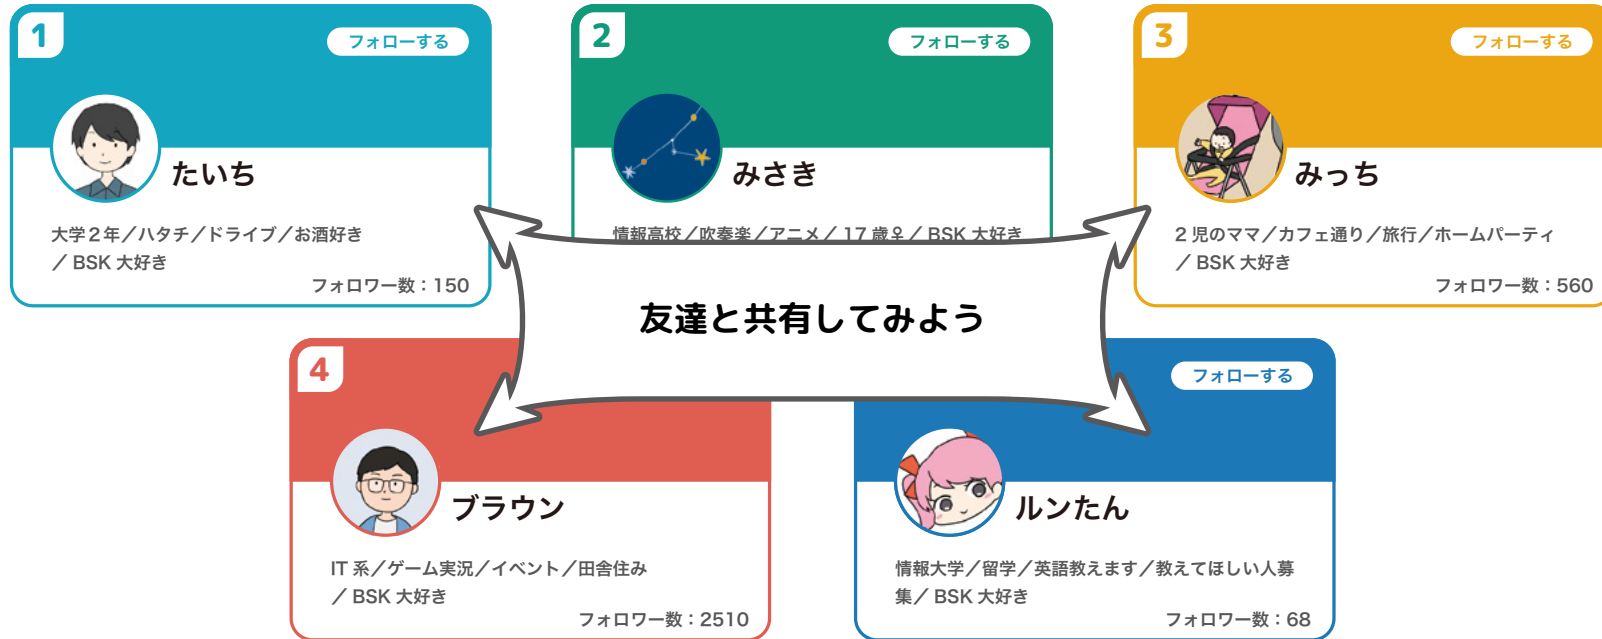 1
フォローする
たいち
大学２年／ハタチ／ドライブ／お酒好き
／ BSK 大好き
フォロワー数：150
2
フォローする
みさき
情報高校／吹奏楽／アニメ／ 17 歳♀／ BSK 大好き
3
フォローする
みっち
2 児のママ／カフェ通り／旅行／ホームパーティ
／ BSK 大好き
フォロワー数：560
友達と共有してみよう
4
ブラウン
IT 系／ゲーム実況／イベント／田舎住み
／ BSK 大好き
フォロワー数：2510
フォローする
ルンたん
情報大学／留学／英語教えます／教えてほしい人募
集／ BSK 大好き
フォロワー数：68